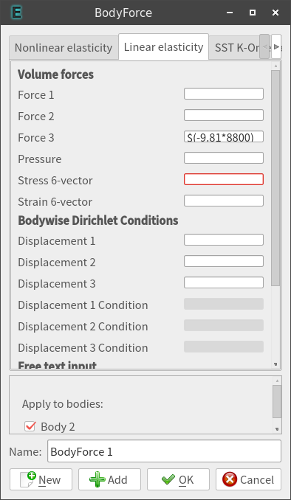 BodyForce
Nonlinear elasticity
Linear elasticity
Volume forces
Force 1
Force 2
Force 3
$(-9.81*8800)
Pressure
Stress 6-vector
Strain 6-vector
Bodywise Dirichlet Conditions
Displacement 1
Displacement 2
Displacement 3
Displacement 1 Condition
Displacement 2 Condition
Displacement 3 Condition
Free text input
Apply to bodies:
Body 2
Name: BodyForce 1
New
Add
OK
Cancel